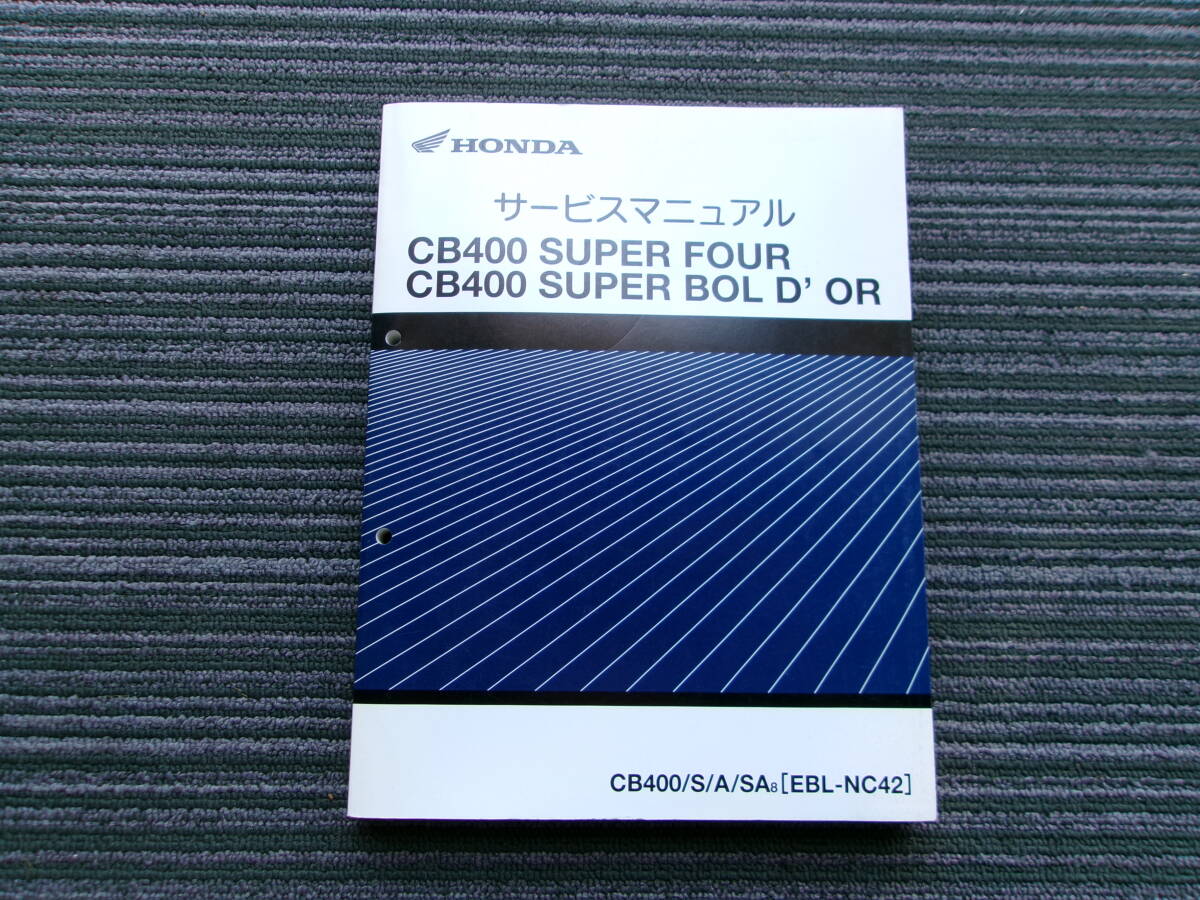 HONDA
サービスマニュアル
CB400 SUPER FOUR
CB400 SUPER BOL D' OR
CB400/S/A/SA8 [EBL-NC42]